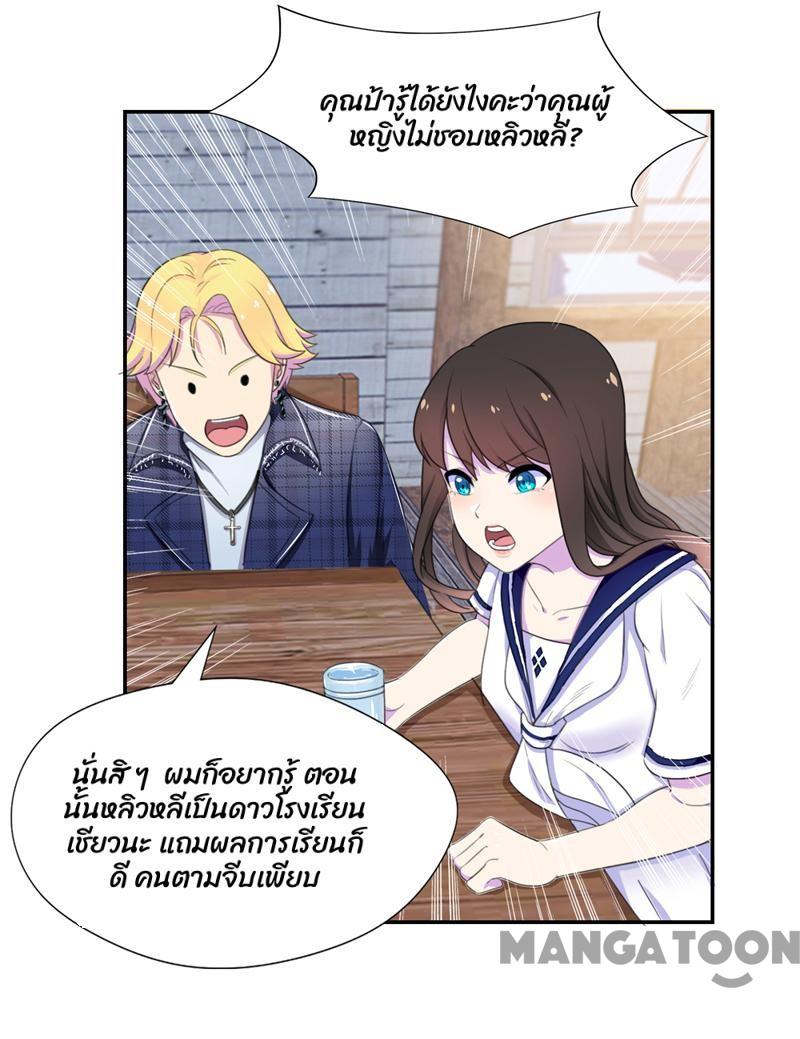 คุณป้ารู้ได้ยังไงคะว่าคุณผู้
หญิงไม่ชอบหลิวหลี?
นั่นสิๆ ผมก็อยากรู้ ตอน
นั้นหลิวหลีเป็นดาวโรงเรียน
เชียวนะ แถมผลการเรียนก็
ดี คนตามจีบเพียบ
MANGATOON